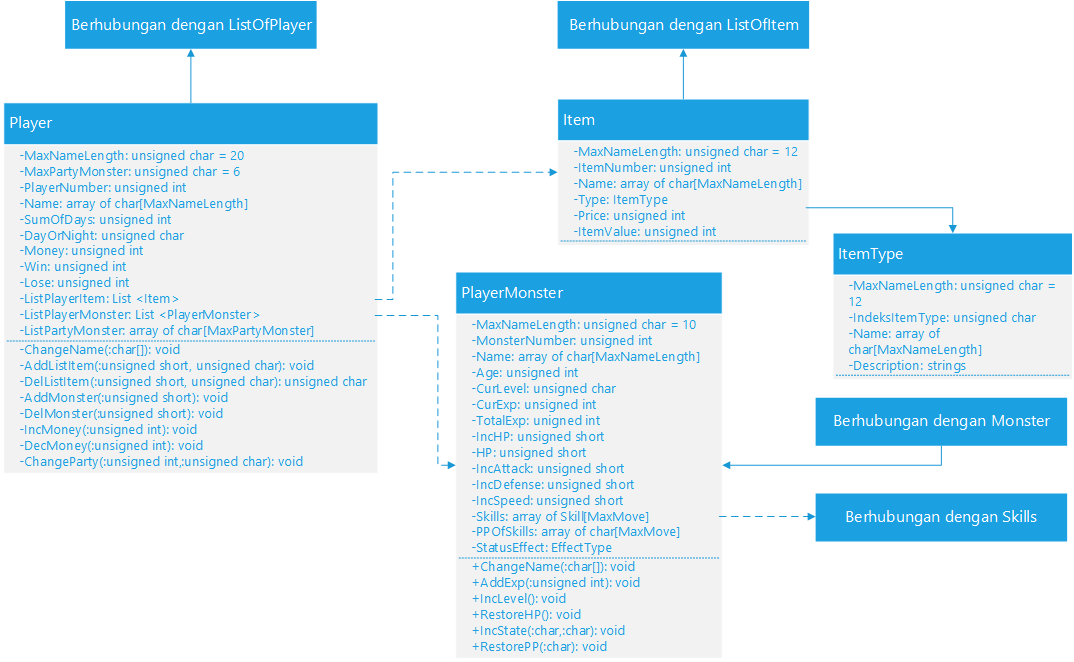 Berhubungan dengan ListOfPlayer
Berhubungan dengan ListOfItem
Player
-MaxNameLength: unsigned char = 20
-MaxPartyMonster: unsigned char = 6
-PlayerNumber: unsigned int
-Name: array of char[MaxNameLength]
-SumOfDays: unsigned int
-DayOrNight: unsigned char
-Money: unsigned int
-Win: unsigned int
-Lose: unsigned int
-ListPlayerItem: List <Item>
-ListPlayerMonster: List <PlayerMonster>
-ListPartyMonster: array of char[MaxPartyMonster]
-ChangeName(:char[]): void
-AddListItem(:unsigned short, unsigned char): void
-DelListItem(:unsigned short, unsigned char): unsigned char
-AddMonster(:unsigned short): void
-DelMonster(:unsigned short): void
-IncMoney(:unsigned int): void
-DecMoney(:unsigned int): void
-ChangeParty(:unsigned int,:unsigned char): void
Item
-MaxNameLength: unsigned char = 12
-ItemNumber: unsigned int
-Name: array of char[MaxNameLength]
-Type: ItemType
-Price: unsigned int
-ItemValue: unsigned int
ItemType
-MaxNameLength: unsigned char =
12
-IndeksItemType: unsigned char
-Name: array of
char[MaxNameLength]
-Description: strings
PlayerMonster
-MaxNameLength: unsigned char = 10
-MonsterNumber: unsigned int
-Name: array of char[MaxNameLength]
-Age: unsigned int
-CurLevel: unsigned char
-CurExp: unsigned int
-TotalExp: unigned int
-IncHP: unsigned short
-HP: unsigned short
-IncAttack: unsigned short
-IncDefense: unsigned short
-IncSpeed: unsigned short
-Skills: array of Skill[MaxMove]
-PPOfSkills: array of char[MaxMove]
-StatusEffect: EffectType
+ChangeName(:char[]): void
+AddExp(:unsigned int): void
+IncLevel(): void
+RestoreHP(): void
+IncState(:char,:char): void
+RestorePP(:char): void
Berhubungan dengan Monster
Berhubungan dengan Skills